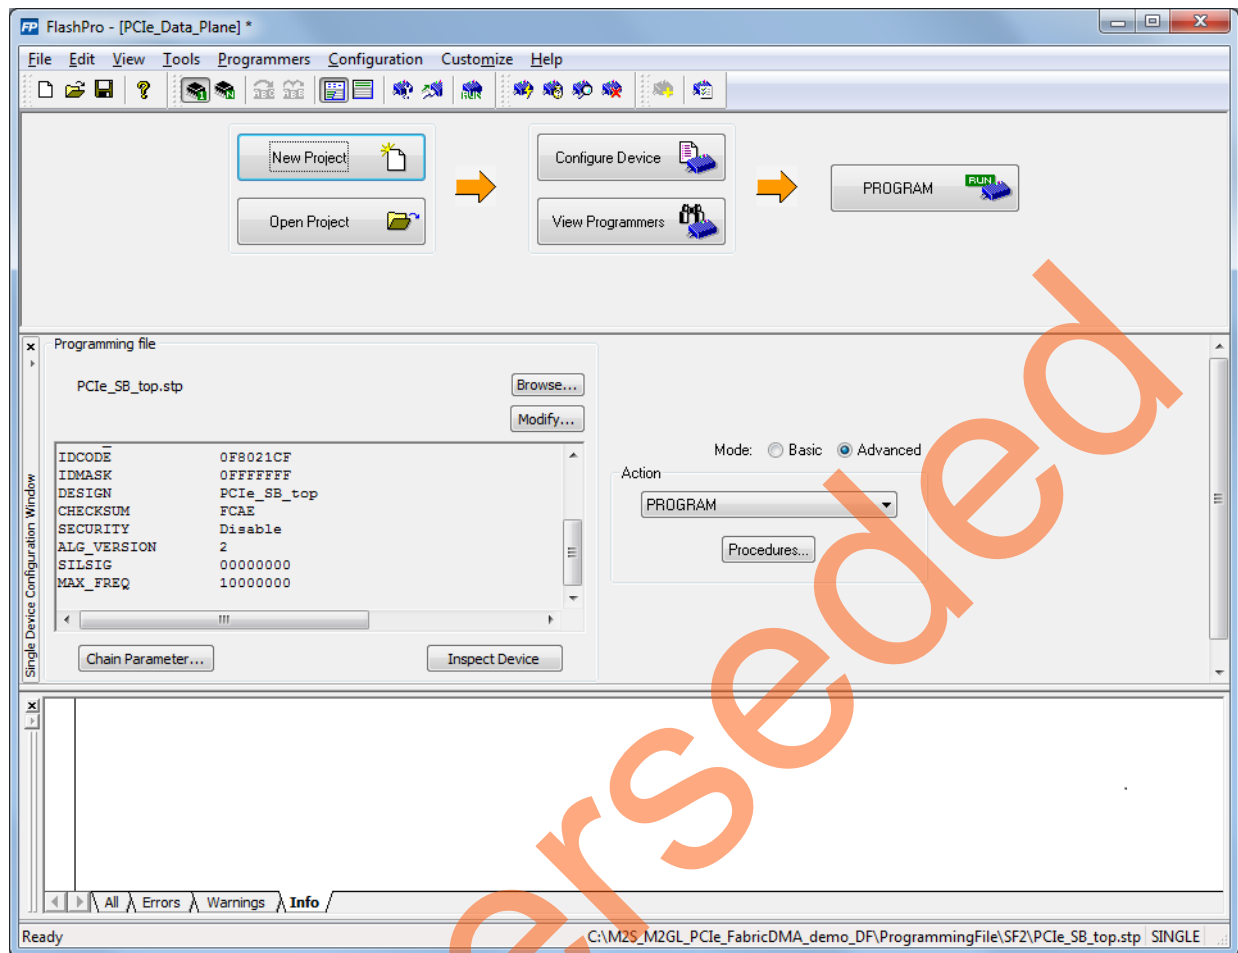 FP FlashPro - [PCIe_Data_Plane] *
File Edit View Tools Programmers Configuration Customize Help
New Project
Configure Device
PROGRAM
RUN
Open Project
View Programmers
Programming file
PCIe_SB_top.stp
Browse...
Modify...
IDCODE 0F8021CF
IDMASK 0FFFFFFF
DESIGN PCIe_SB_top
CHECKSUM FCAE
SECURITY Disable
ALG_VERSION 2
SILSIG 00000000
MAX_FREQ 10000000
Chain Parameter...
Inspect Device
Mode: Basic Advanced
Action
PROGRAM
Procedures...
Single Device Configuration Window
All Errors Warnings Info
Ready
C:\M2S_M2GL_PCIe_FabricDMA_demo_DF\ProgrammingFile\SF2\PCIe_SB_top.stp SINGLE
erseded